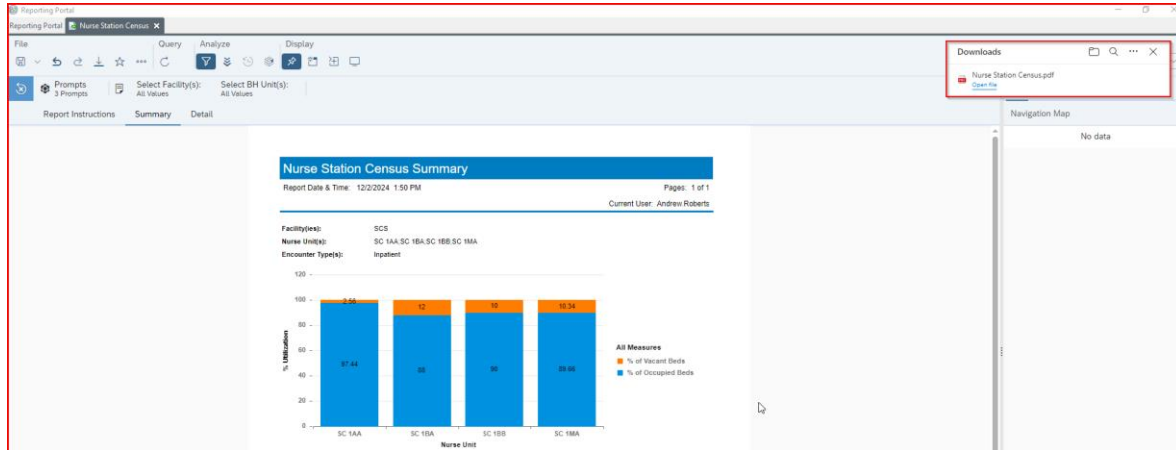 Reporting Portal
Reporting Portal Nurse Station Census
File Query Analyze Display
Prompts Select Facility(s): Select BH Unit(s):
3 Prompts All Values All Values
Downloads
Nurse Station Census.pdf
Open file
Report Instructions Summary Detail
Navigation Map
No data
Nurse Station Census Summary
Report Date & Time: 12/2/2024 1:50 PM Pages: 1 of 1
Current User: Andrew Roberts
Facility(ies): SCS
Nurse Unit(s): SC 1AA;SC 1BA;SC 1BB;SC 1MA
Encounter Type(s): Inpatient
120
100
80
60
40
20
0
% Utilization
2.56 12 10 10.34
97.44 88 90 89.66
SC 1AA SC 1BA SC 1BB SC 1MA
Nurse Unit
All Measures
% of Vacant Beds
% of Occupied Beds